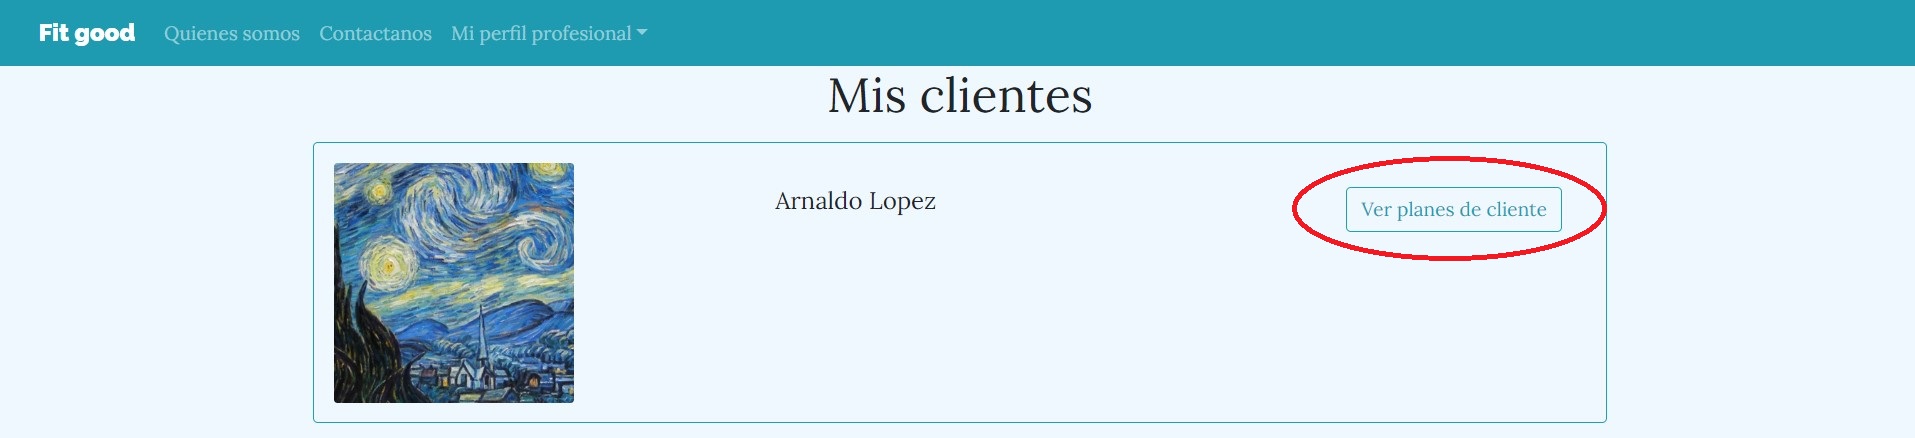 Fit good Quienes somos Contactanos Mi perfil profesional
Mis clientes
Arnaldo Lopez
Ver planes de cliente